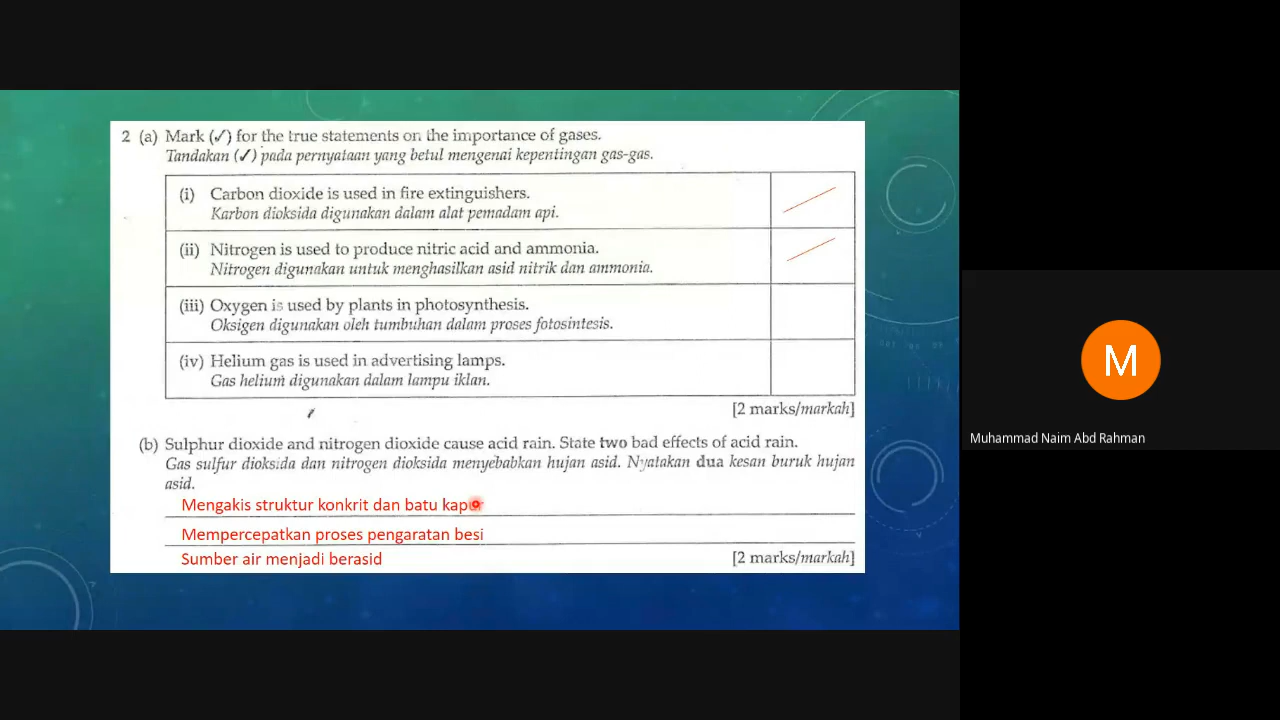 2 (a) Mark (✓) for the true statements on the importance of gases.
Tandakan (✓) pada pernyataan yang betul mengenai kepentingan gas-gas.
(i) Carbon dioxide is used in fire extinguishers.
Karbon dioksida digunakan dalam alat pemadam api.
(ii) Nitrogen is used to produce nitric acid and ammonia.
Nitrogen digunakan untuk menghasilkan asid nitrik dan ammonia.
(iii) Oxygen is used by plants in photosynthesis.
Oksigen digunakan oleh tumbuhan dalam proses fotosintesis.
(iv) Helium gas is used in advertising lamps.
Gas helium digunakan dalam lampu iklan.
[2 marks/markah]
(b) Sulphur dioxide and nitrogen dioxide cause acid rain. State two bad effects of acid rain.
Gas sulfur dioksida dan nitrogen dioksida menyebabkan hujan asid. Nyatakan dua kesan buruk hujan
asid.
Mengakis struktur konkrit dan batu kapur
Mempercepatkan proses pengaratan besi
Sumber air menjadi berasid
[2 marks/markah]
M
Muhammad Naim Abd Rahman